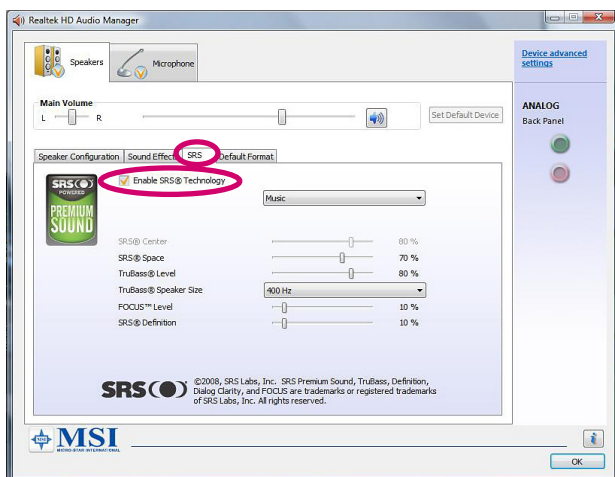 Realtek HD Audio Manager
Speakers
Microphone
Device advanced
settings
Main Volume
L
R
Set Default Device
ANALOG
Back Panel
Speaker Configuration
Sound Effect
SRS
Default Format
SRS
POWERED
PREMIUM
SOUND
Enable SRS® Technology
Music
SRS® Center
80 %
SRS® Space
70 %
TruBass® Level
80 %
TruBass® Speaker Size
400 Hz
FOCUS™ Level
10 %
SRS® Definition
10 %
SRS
©2008, SRS Labs, Inc. SRS Premium Sound, TruBass, Definition,
Dialog Clarity, and FOCUS are trademarks or registered trademarks
of SRS Labs, Inc. All rights reserved.
MSI
MSI
MICRO-STAR INTERNATIONAL
i
OK